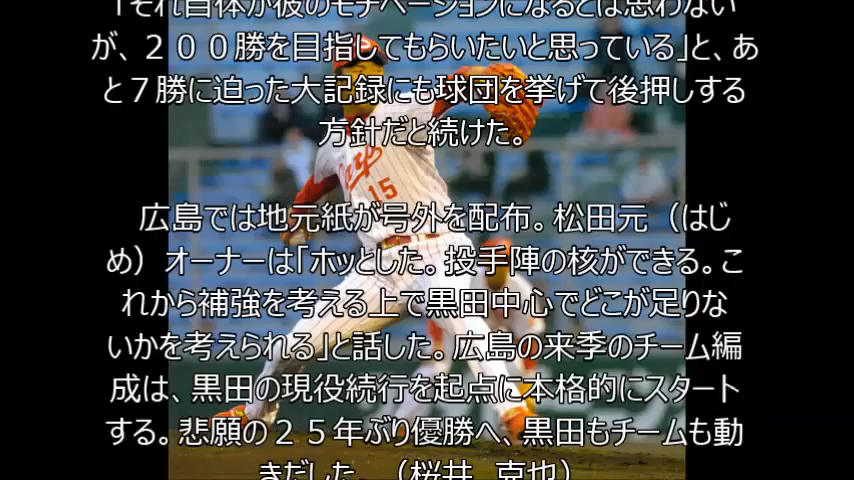 「それ自体が彼のモチベーションになるとは思わない
が、２００勝を目指してもらいたいと思っている」と、あ
と７勝に迫った大記録にも球団を挙げて後押しする
方針だと続けた。
　広島では地元紙が号外を配布。松田元（はじ
め）オーナーは「ホッとした。投手陣の核ができる。こ
れから補強を考える上で黒田中心でどこが足りな
いかを考えられる」と話した。広島の来季のチーム編
成は、黒田の現役続行を起点に本格的にスタート
する。悲願の２５年ぶり優勝へ、黒田もチームも動
きだした。（桜井　克也）
Carp
15